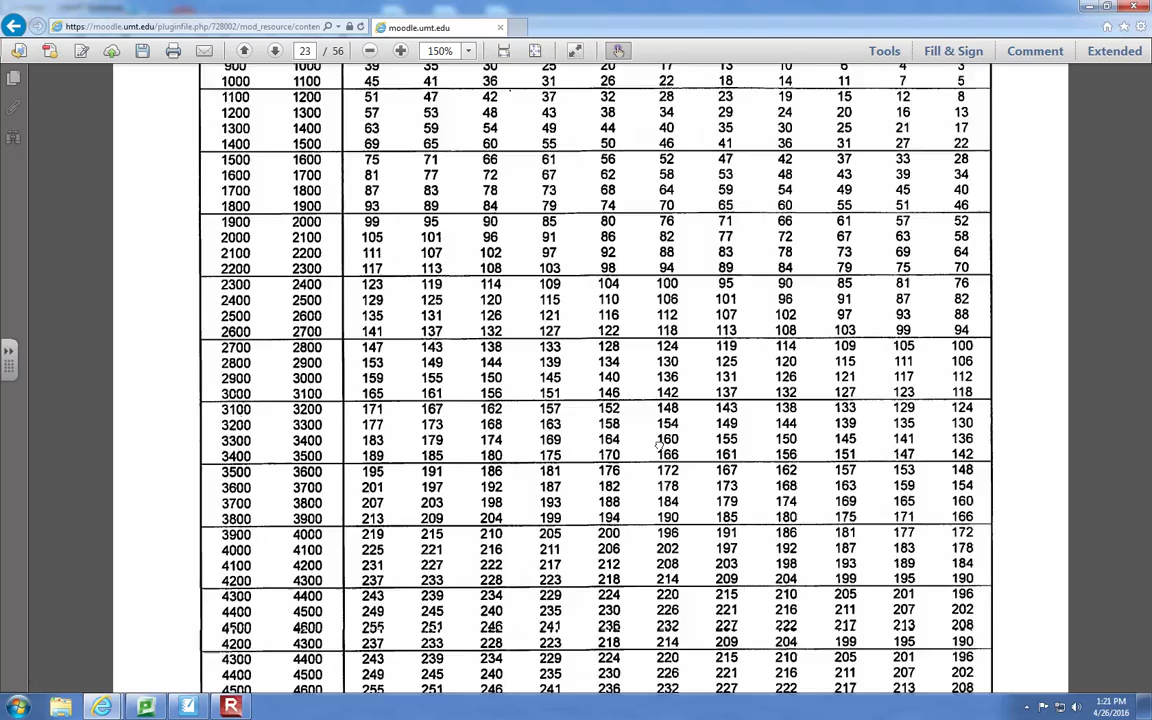 https://moodle.umt.edu/pluginfile.php/728002/mod_resource/conten
moodle.umt.edu
23 / 56
150%
Tools
Fill & Sign
Comment
Extended
900 1000 39 35 30 25 20 17 13 10 6 4 3
1000 1100 45 41 36 31 26 22 18 14 11 7 5
1100 1200 51 47 42 37 32 28 23 19 15 12 8
1200 1300 57 53 48 43 38 34 29 24 20 16 13
1300 1400 63 59 54 49 44 40 35 30 25 21 17
1400 1500 69 65 60 55 50 46 41 36 31 27 22
1500 1600 75 71 66 61 56 52 47 42 37 33 28
1600 1700 81 77 72 67 62 58 53 48 43 39 34
1700 1800 87 83 78 73 68 64 59 54 49 45 40
1800 1900 93 89 84 79 74 70 65 60 55 51 46
1900 2000 99 95 90 85 80 76 71 66 61 57 52
2000 2100 105 101 96 91 86 82 77 72 67 63 58
2100 2200 111 107 102 97 92 88 83 78 73 69 64
2200 2300 117 113 108 103 98 94 89 84 79 75 70
2300 2400 123 119 114 109 104 100 95 90 85 81 76
2400 2500 129 125 120 115 110 106 101 96 91 87 82
2500 2600 135 131 126 121 116 112 107 102 97 93 88
2600 2700 141 137 132 127 122 118 113 108 103 99 94
2700 2800 147 143 138 133 128 124 119 114 109 105 100
2800 2900 153 149 144 139 134 130 125 120 115 111 106
2900 3000 159 155 150 145 140 136 131 126 121 117 112
3000 3100 165 161 156 151 146 142 137 132 127 123 118
3100 3200 171 167 162 157 152 148 143 138 133 129 124
3200 3300 177 173 168 163 158 154 149 144 139 135 130
3300 3400 183 179 174 169 164 160 155 150 145 141 136
3400 3500 189 185 180 175 170 166 161 156 151 147 142
3500 3600 195 191 186 181 176 172 167 162 157 153 148
3600 3700 201 197 192 187 182 178 173 168 163 159 154
3700 3800 207 203 198 193 188 184 179 174 169 165 160
3800 3900 213 209 204 199 194 190 185 180 175 171 166
3900 4000 219 215 210 205 200 196 191 186 181 177 172
4000 4100 225 221 216 211 206 202 197 192 187 183 178
4100 4200 231 227 222 217 212 208 203 198 193 189 184
4200 4300 237 233 228 223 218 214 209 204 199 195 190
4300 4400 243 239 234 229 224 220 215 210 205 201 196
4400 4500 249 245 240 235 230 226 221 216 211 207 202
4500 4600 255 251 246 241 236 232 227 222 217 213 208
4200 4300 237 233 228 223 218 214 209 204 199 195 190
4300 4400 243 239 234 229 224 220 215 210 205 201 196
4400 4500 249 245 240 235 230 226 221 216 211 207 202
4500 4600 255 251 246 241 236 232 227 222 217 213 208
1:21 PM
4/26/2016